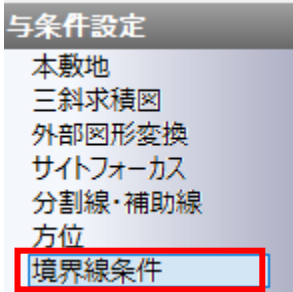 与条件設定
本敷地
三斜求積図
外部図形変換
サイトフォーカス
分割線・補助線
方位
境界線条件